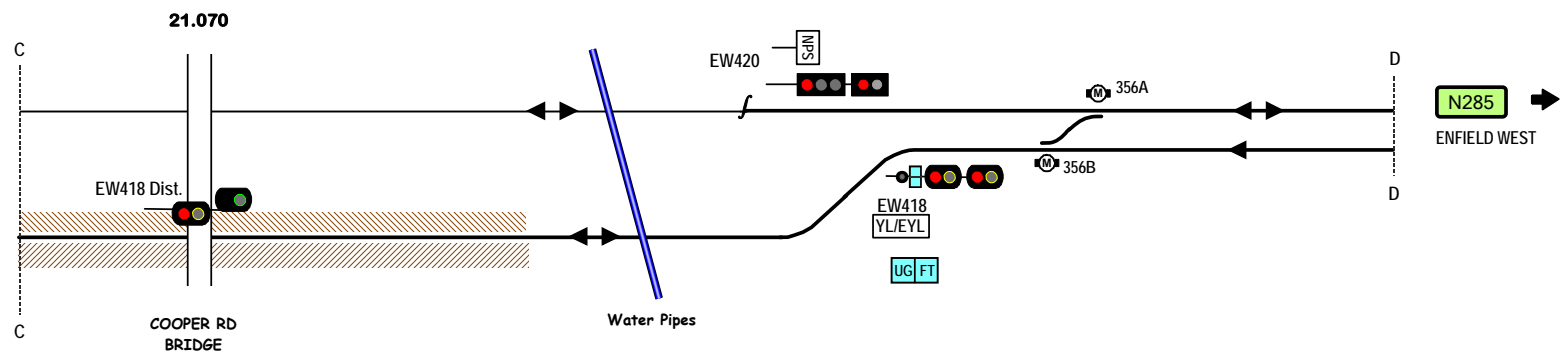 21.070
C
C
EW418 Dist.
COOPER RD
BRIDGE
Water Pipes
NPS
EW420
M
356A
M
356B
EW418
YL/EYL
UG FT
D
D
N285
ENFIELD WEST